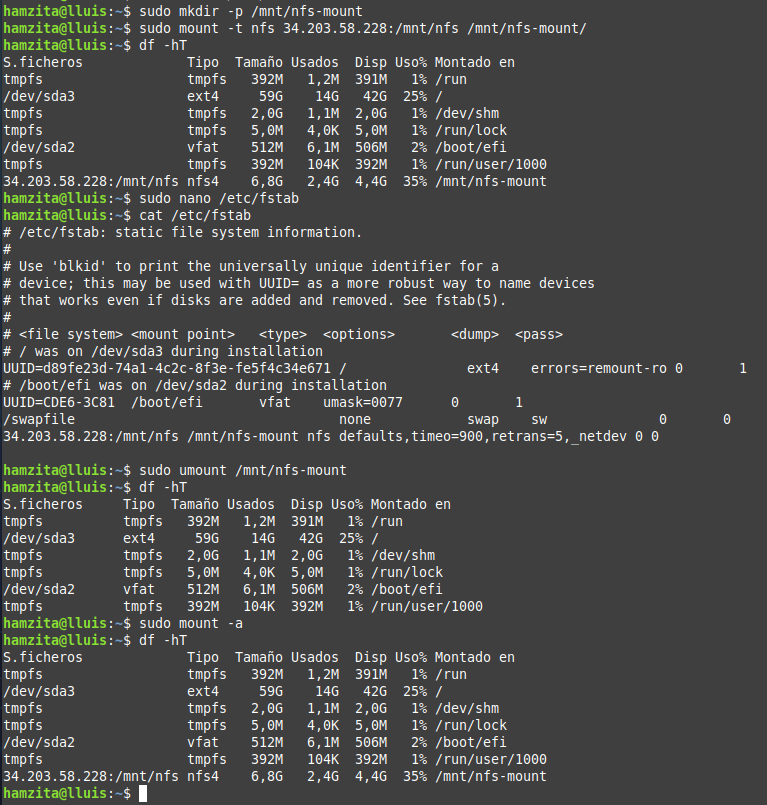 hamzita@lluis:~$ sudo mkdir -p /mnt/nfs-mount
hamzita@lluis:~$ sudo mount -t nfs 34.203.58.228:/mnt/nfs /mnt/nfs-mount/
hamzita@lluis:~$ df -hT
S.ficheros             Tipo  Tamaño Usados  Disp Uso% Montado en
tmpfs                  tmpfs   392M   1,2M  391M   1% /run
/dev/sda3              ext4     59G    14G   42G  25% /
tmpfs                  tmpfs   2,0G   1,1M  2,0G   1% /dev/shm
tmpfs                  tmpfs   5,0M   4,0K  5,0M   1% /run/lock
/dev/sda2              vfat    512M   6,1M  506M   2% /boot/efi
tmpfs                  tmpfs   392M   104K  392M   1% /run/user/1000
34.203.58.228:/mnt/nfs nfs4    6,8G   2,4G  4,4G  35% /mnt/nfs-mount
hamzita@lluis:~$ sudo nano /etc/fstab
hamzita@lluis:~$ cat /etc/fstab
# /etc/fstab: static file system information.
#
# Use 'blkid' to print the universally unique identifier for a
# device; this may be used with UUID= as a more robust way to name devices
# that works even if disks are added and removed. See fstab(5).
#
# <file system> <mount point>   <type>  <options>       <dump>  <pass>
# / was on /dev/sda3 during installation
UUID=d89fe23d-74a1-4c2c-8f3e-fe5f4c34e671 /               ext4    errors=remount-ro 0       1
# /boot/efi was on /dev/sda2 during installation
UUID=CDE6-3C81  /boot/efi       vfat    umask=0077      0       1
/swapfile                                 none            swap    sw              0       0
34.203.58.228:/mnt/nfs /mnt/nfs-mount nfs defaults,timeo=900,retrans=5,_netdev 0 0
hamzita@lluis:~$ sudo umount /mnt/nfs-mount
hamzita@lluis:~$ df -hT
S.ficheros     Tipo  Tamaño Usados  Disp Uso% Montado en
tmpfs          tmpfs   392M   1,2M  391M   1% /run
/dev/sda3      ext4     59G    14G   42G  25% /
tmpfs          tmpfs   2,0G   1,1M  2,0G   1% /dev/shm
tmpfs          tmpfs   5,0M   4,0K  5,0M   1% /run/lock
/dev/sda2      vfat    512M   6,1M  506M   2% /boot/efi
tmpfs          tmpfs   392M   104K  392M   1% /run/user/1000
hamzita@lluis:~$ sudo mount -a
hamzita@lluis:~$ df -hT
S.ficheros             Tipo  Tamaño Usados  Disp Uso% Montado en
tmpfs                  tmpfs   392M   1,2M  391M   1% /run
/dev/sda3              ext4     59G    14G   42G  25% /
tmpfs                  tmpfs   2,0G   1,1M  2,0G   1% /dev/shm
tmpfs                  tmpfs   5,0M   4,0K  5,0M   1% /run/lock
/dev/sda2              vfat    512M   6,1M  506M   2% /boot/efi
tmpfs                  tmpfs   392M   104K  392M   1% /run/user/1000
34.203.58.228:/mnt/nfs nfs4    6,8G   2,4G  4,4G  35% /mnt/nfs-mount
hamzita@lluis:~$